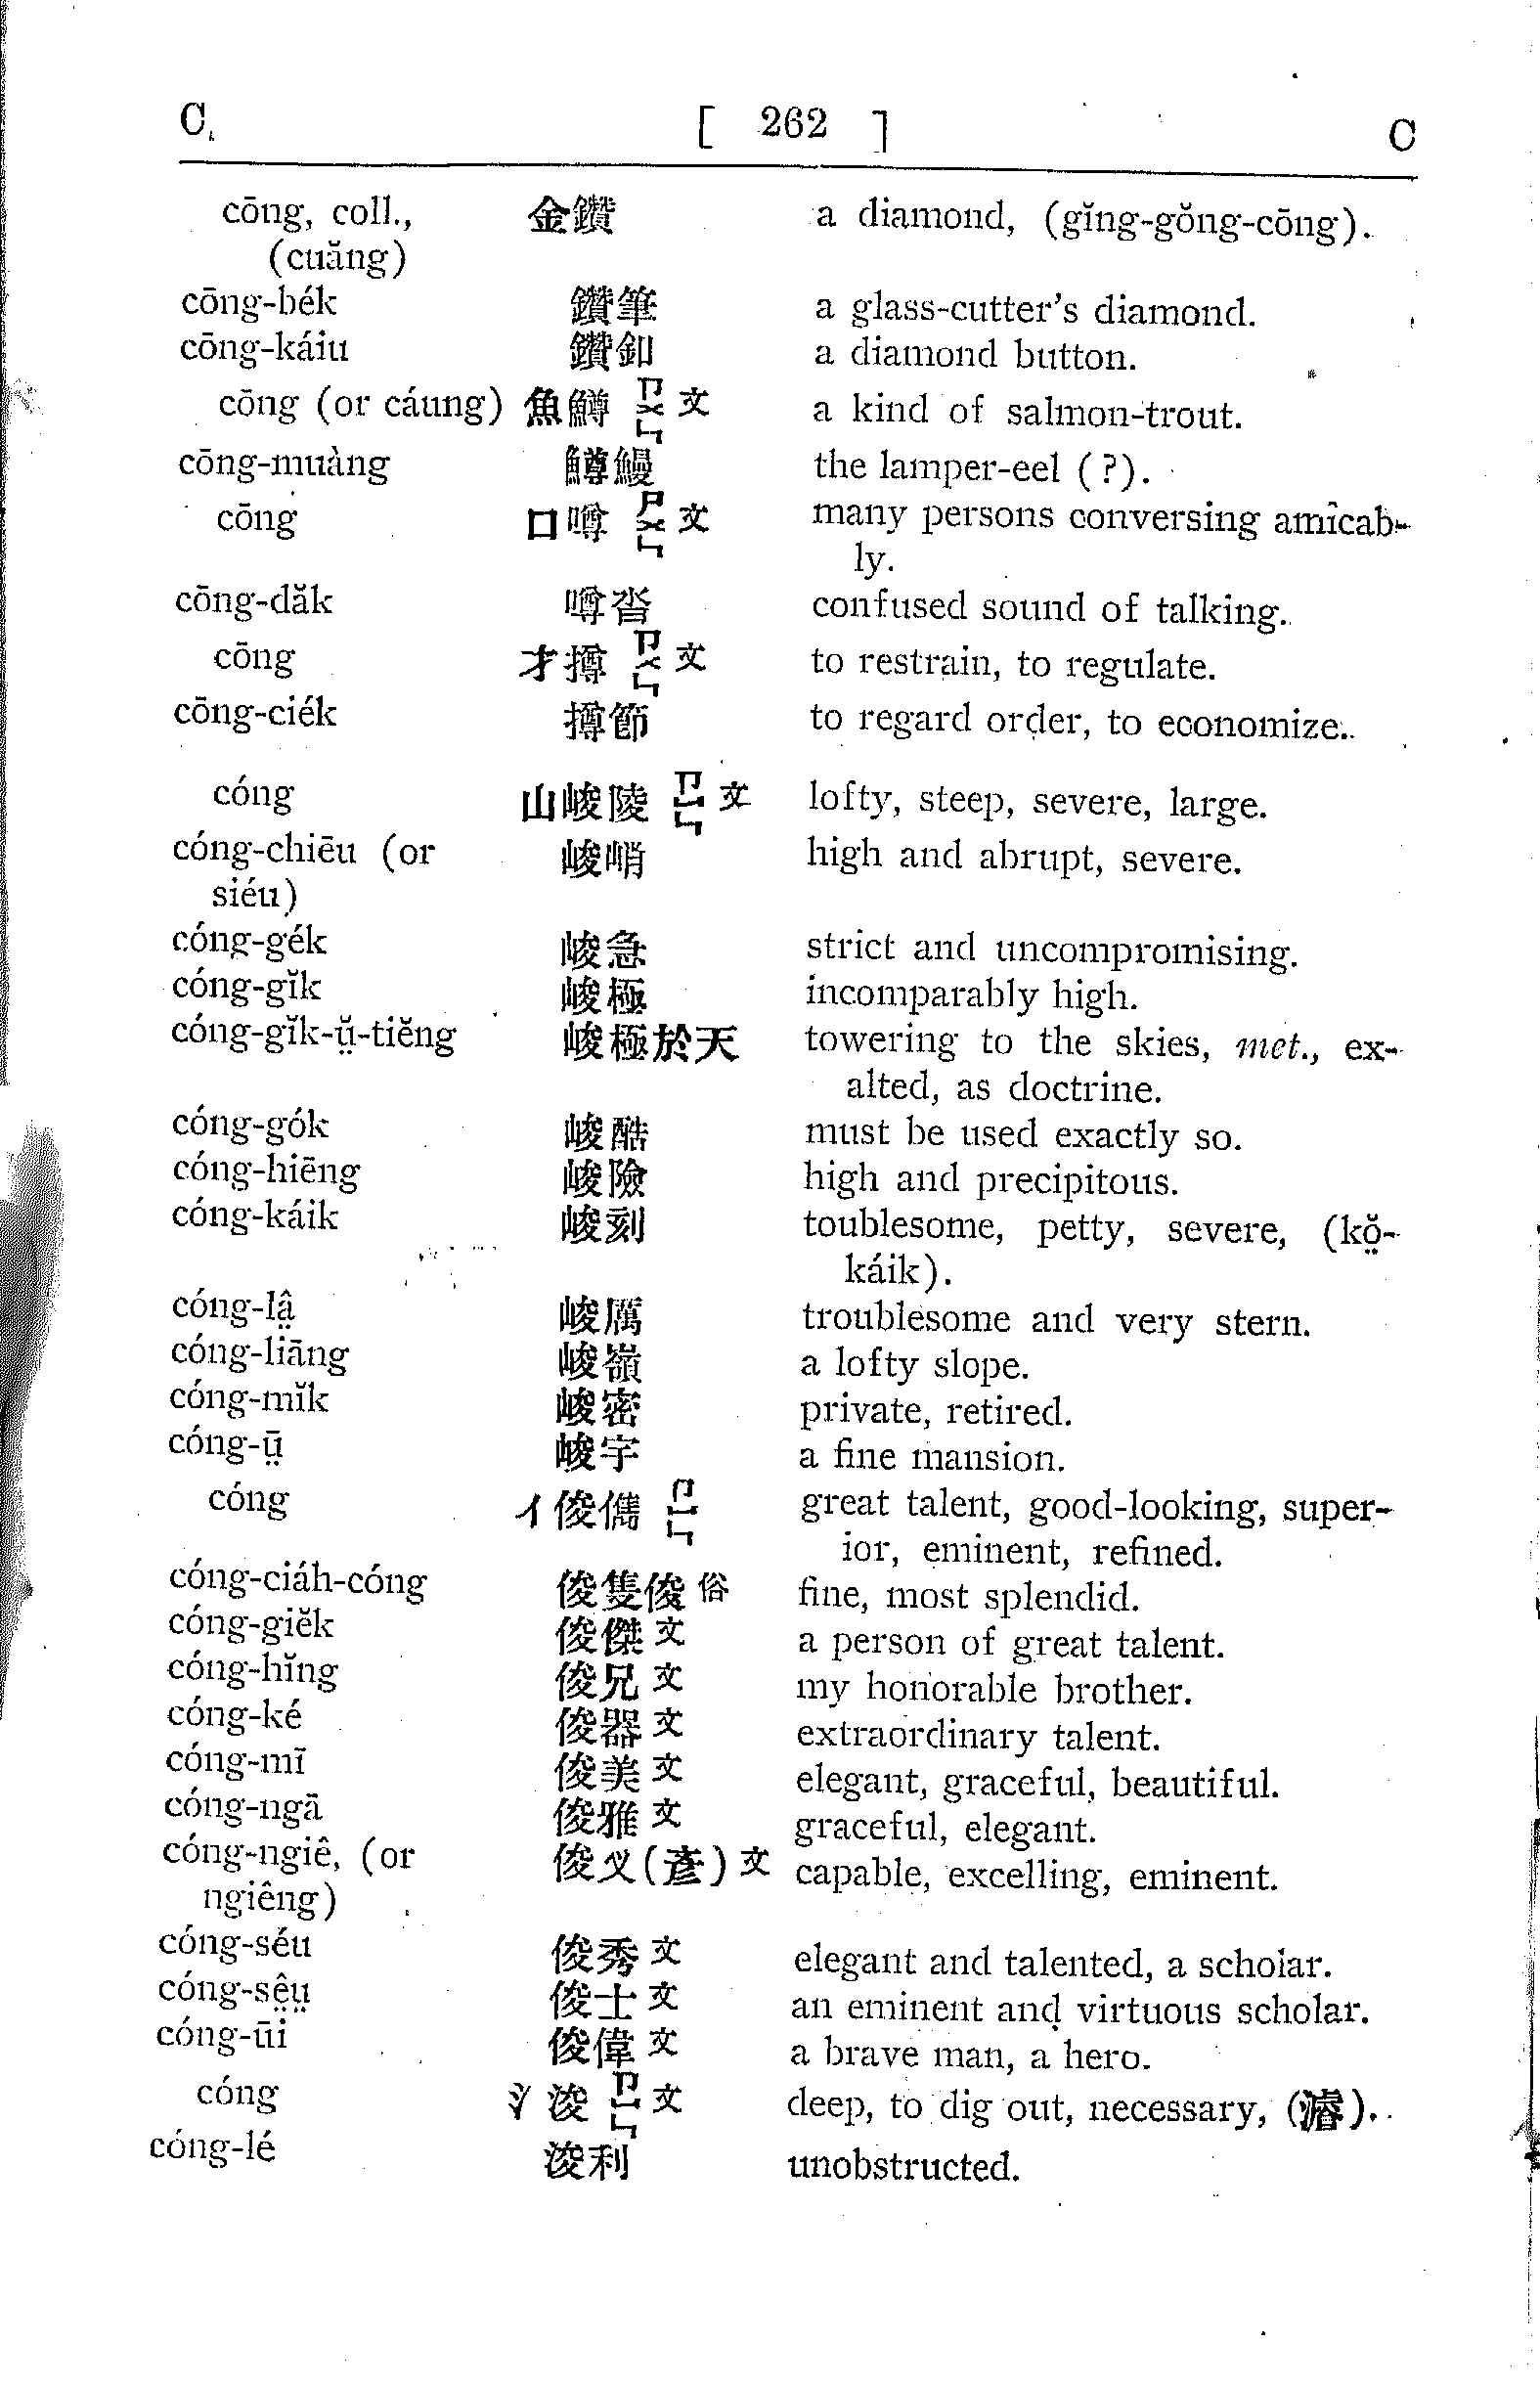 C [ 262 ] C
cōng, coll., 金鑽 a diamond, (gĭng-gŏng-cōng).
(cuăng)
cōng-bék 鑽筆 a glass-cutter's diamond.
cōng-káiu 鑽釦 a diamond button.
cōng (or cáung) 魚鱒 ㄗㄨㄣ 文 a kind of salmon-trout.
cōng-muàng 鱒鰻 the lamper-eel (?).
cōng 口噂 ㄕㄨㄣ 文 many persons conversing amicab-
ly.
cōng-dăk 噂沓 confused sound of talking.
cōng 才撙 ㄗㄨㄣ 文 to restrain, to regulate.
cōng-ciék 撙節 to regard order, to economize.
cóng 山峻陵 ㄗㄩㄣ 文 lofty, steep, severe, large.
cóng-chiēu (or 峻峭 high and abrupt, severe.
siéu)
cóng-gék 峻急 strict and uncompromising.
cóng-gĭk 峻極 incomparably high.
cóng-gĭk-ṳ̆-tiĕng 峻極於天 towering to the skies, met., ex-
alted, as doctrine.
cóng-gók 峻酷 must be used exactly so.
cóng-hiēng 峻險 high and precipitous.
cóng-káik 峻刻 toublesome, petty, severe, (kŏ̤-
káik).
cóng-lâ̤ 峻厲 troublesome and very stern.
cóng-liāng 峻嶺 a lofty slope.
cóng-mĭk 峻密 private, retired.
cóng-ṳ̄ 峻宇 a fine mansion.
cóng 亻俊儁 ㄗㄩㄣ great talent, good-looking, super-
ior, eminent, refined.
cóng-ciáh-cóng 俊隻俊 俗 fine, most splendid.
cóng-giĕk 俊傑 文 a person of great talent.
cóng-hĭng 俊兄 文 my honorable brother.
cóng-ké 俊器 文 extraordinary talent.
cóng-mī 俊美 文 elegant, graceful, beautiful.
cóng-ngā 俊雅 文 graceful, elegant.
cóng-ngiê, (or 俊乂(彥) 文 capable, excelling, eminent.
ngiêng)
cóng-séu 俊秀 文 elegant and talented, a scholar.
cóng-sê̤ṳ 俊士 文 an eminent and virtuous scholar.
cóng-ūi 俊偉 文 a brave man, a hero.
cóng 氵浚 ㄗㄩㄣ 文 deep, to dig out, necessary, (濬).
cóng-lé 浚利 unobstructed.